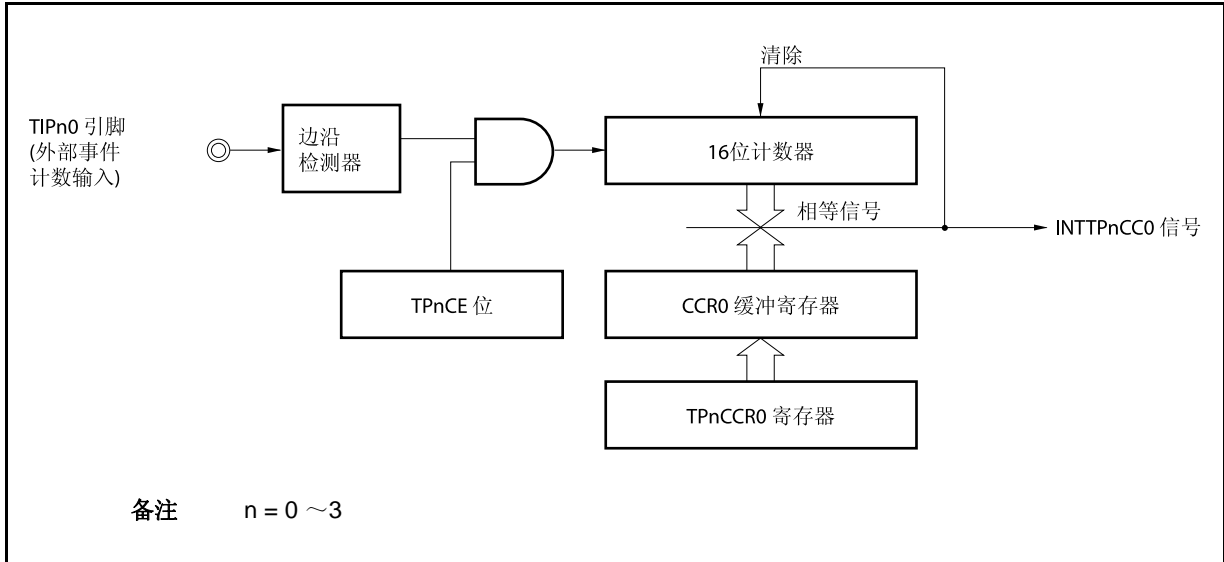 清除
TIPn0 引脚
(外部事件
计数输入)
边沿
检测器
16位计数器
相等信号
INTTPnCC0 信号
TPnCE 位
CCR0 缓冲寄存器
TPnCCR0 寄存器
备注 n = 0 ～3